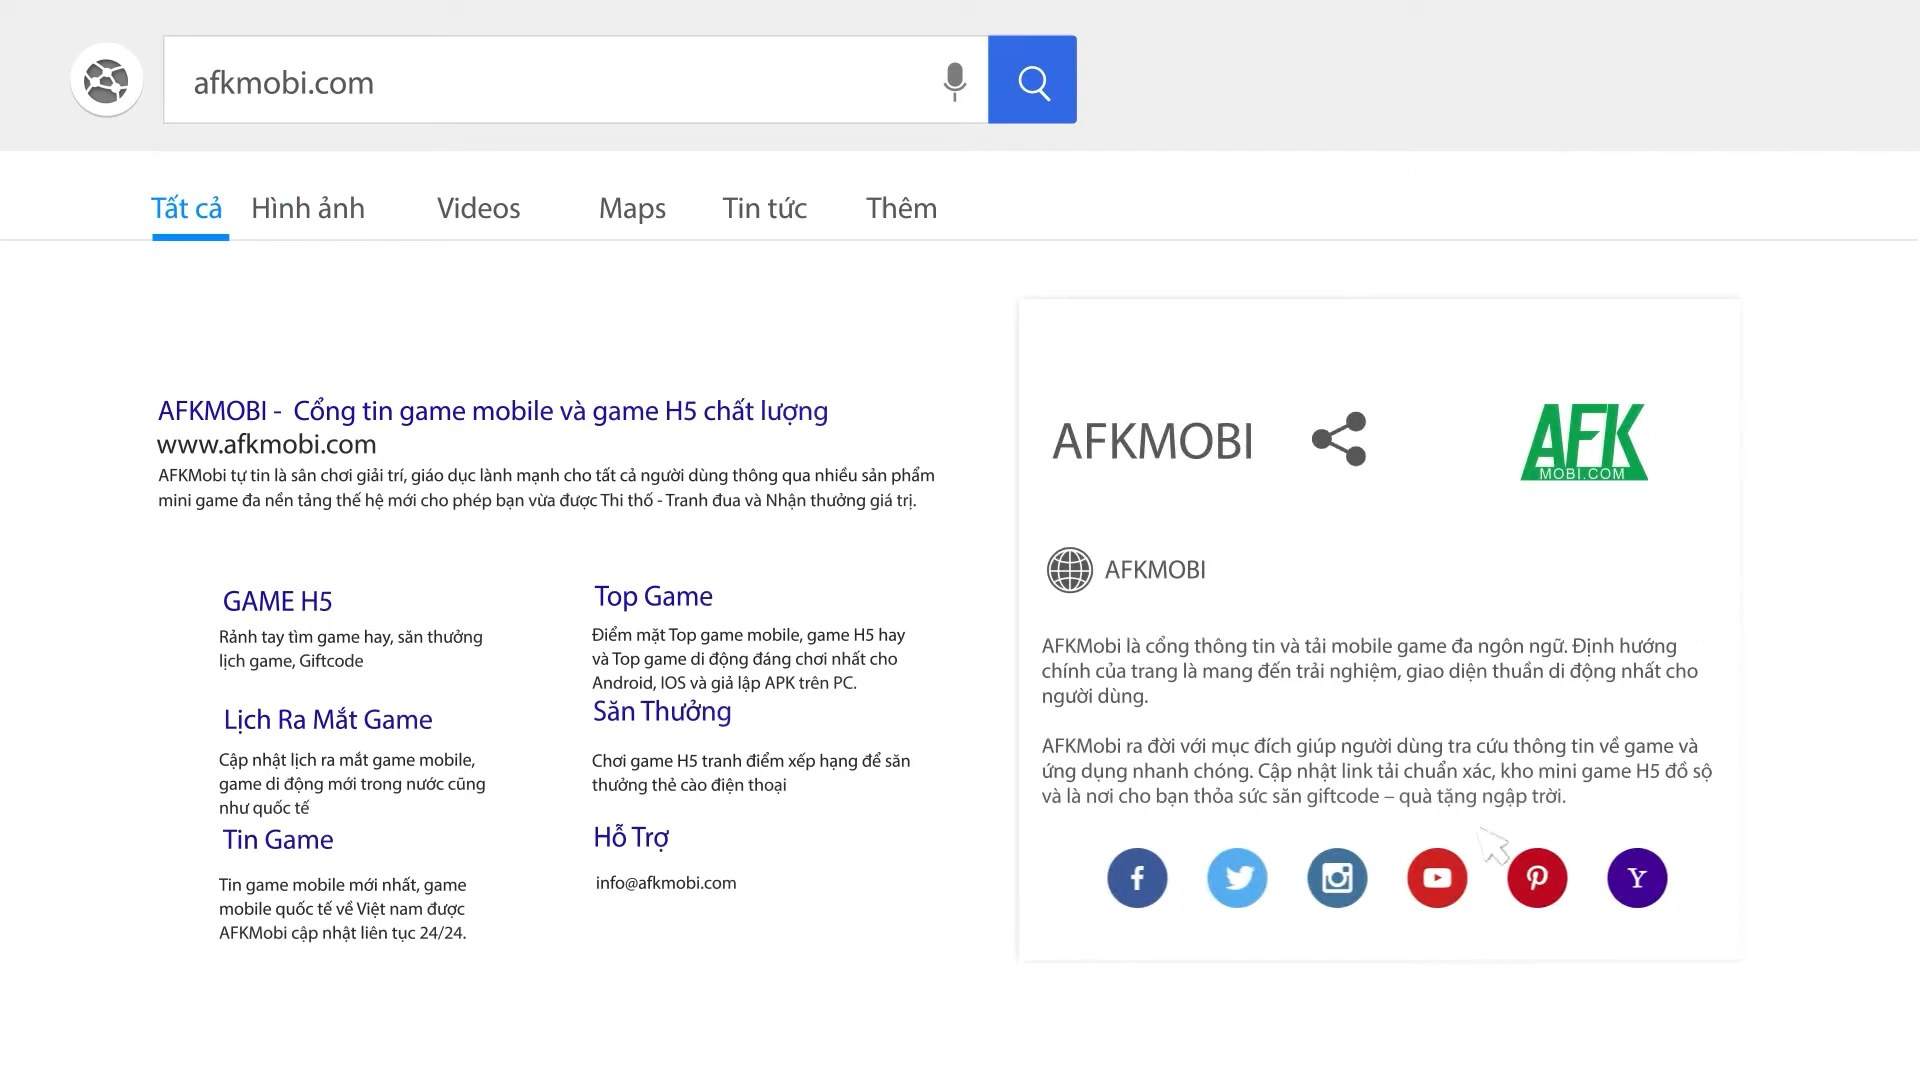 afkmobi.com
Tất cả Hình ảnh Videos Maps Tin tức Thêm
AFKMOBI - Cổng tin game mobile và game H5 chất lượng
www.afkmobi.com
AFKMobi tự tin là sân chơi giải trí, giáo dục lành mạnh cho tất cả người dùng thông qua nhiều sản phẩm
mini game đa nền tảng thế hệ mới cho phép bạn vừa được Thi thố - Tranh đua và Nhận thưởng giá trị.
GAME H5
Rảnh tay tìm game hay, săn thưởng
lịch game, Giftcode
Lịch Ra Mắt Game
Cập nhật lịch ra mắt game mobile,
game di động mới trong nước cũng
như quốc tế
Tin Game
Tin game mobile mới nhất, game
mobile quốc tế về Việt nam được
AFKMobi cập nhật liên tục 24/24.
Top Game
Điểm mặt Top game mobile, game H5 hay
và Top game di động đáng chơi nhất cho
Android, IOS và giả lập APK trên PC.
Săn Thưởng
Chơi game H5 tranh điểm xếp hạng để săn
thưởng thẻ cào điện thoại
Hỗ Trợ
info@afkmobi.com
AFKMOBI
AFK
MOBI.COM
AFKMOBI
AFKMobi là cổng thông tin và tải mobile game đa ngôn ngữ. Định hướng
chính của trang là mang đến trải nghiệm, giao diện thuần di động nhất cho
người dùng.
AFKMobi ra đời với mục đích giúp người dùng tra cứu thông tin về game và
ứng dụng nhanh chóng. Cập nhật link tải chuẩn xác, kho mini game H5 đồ sộ
và là nơi cho bạn thỏa sức săn giftcode – quà tặng ngập trời.